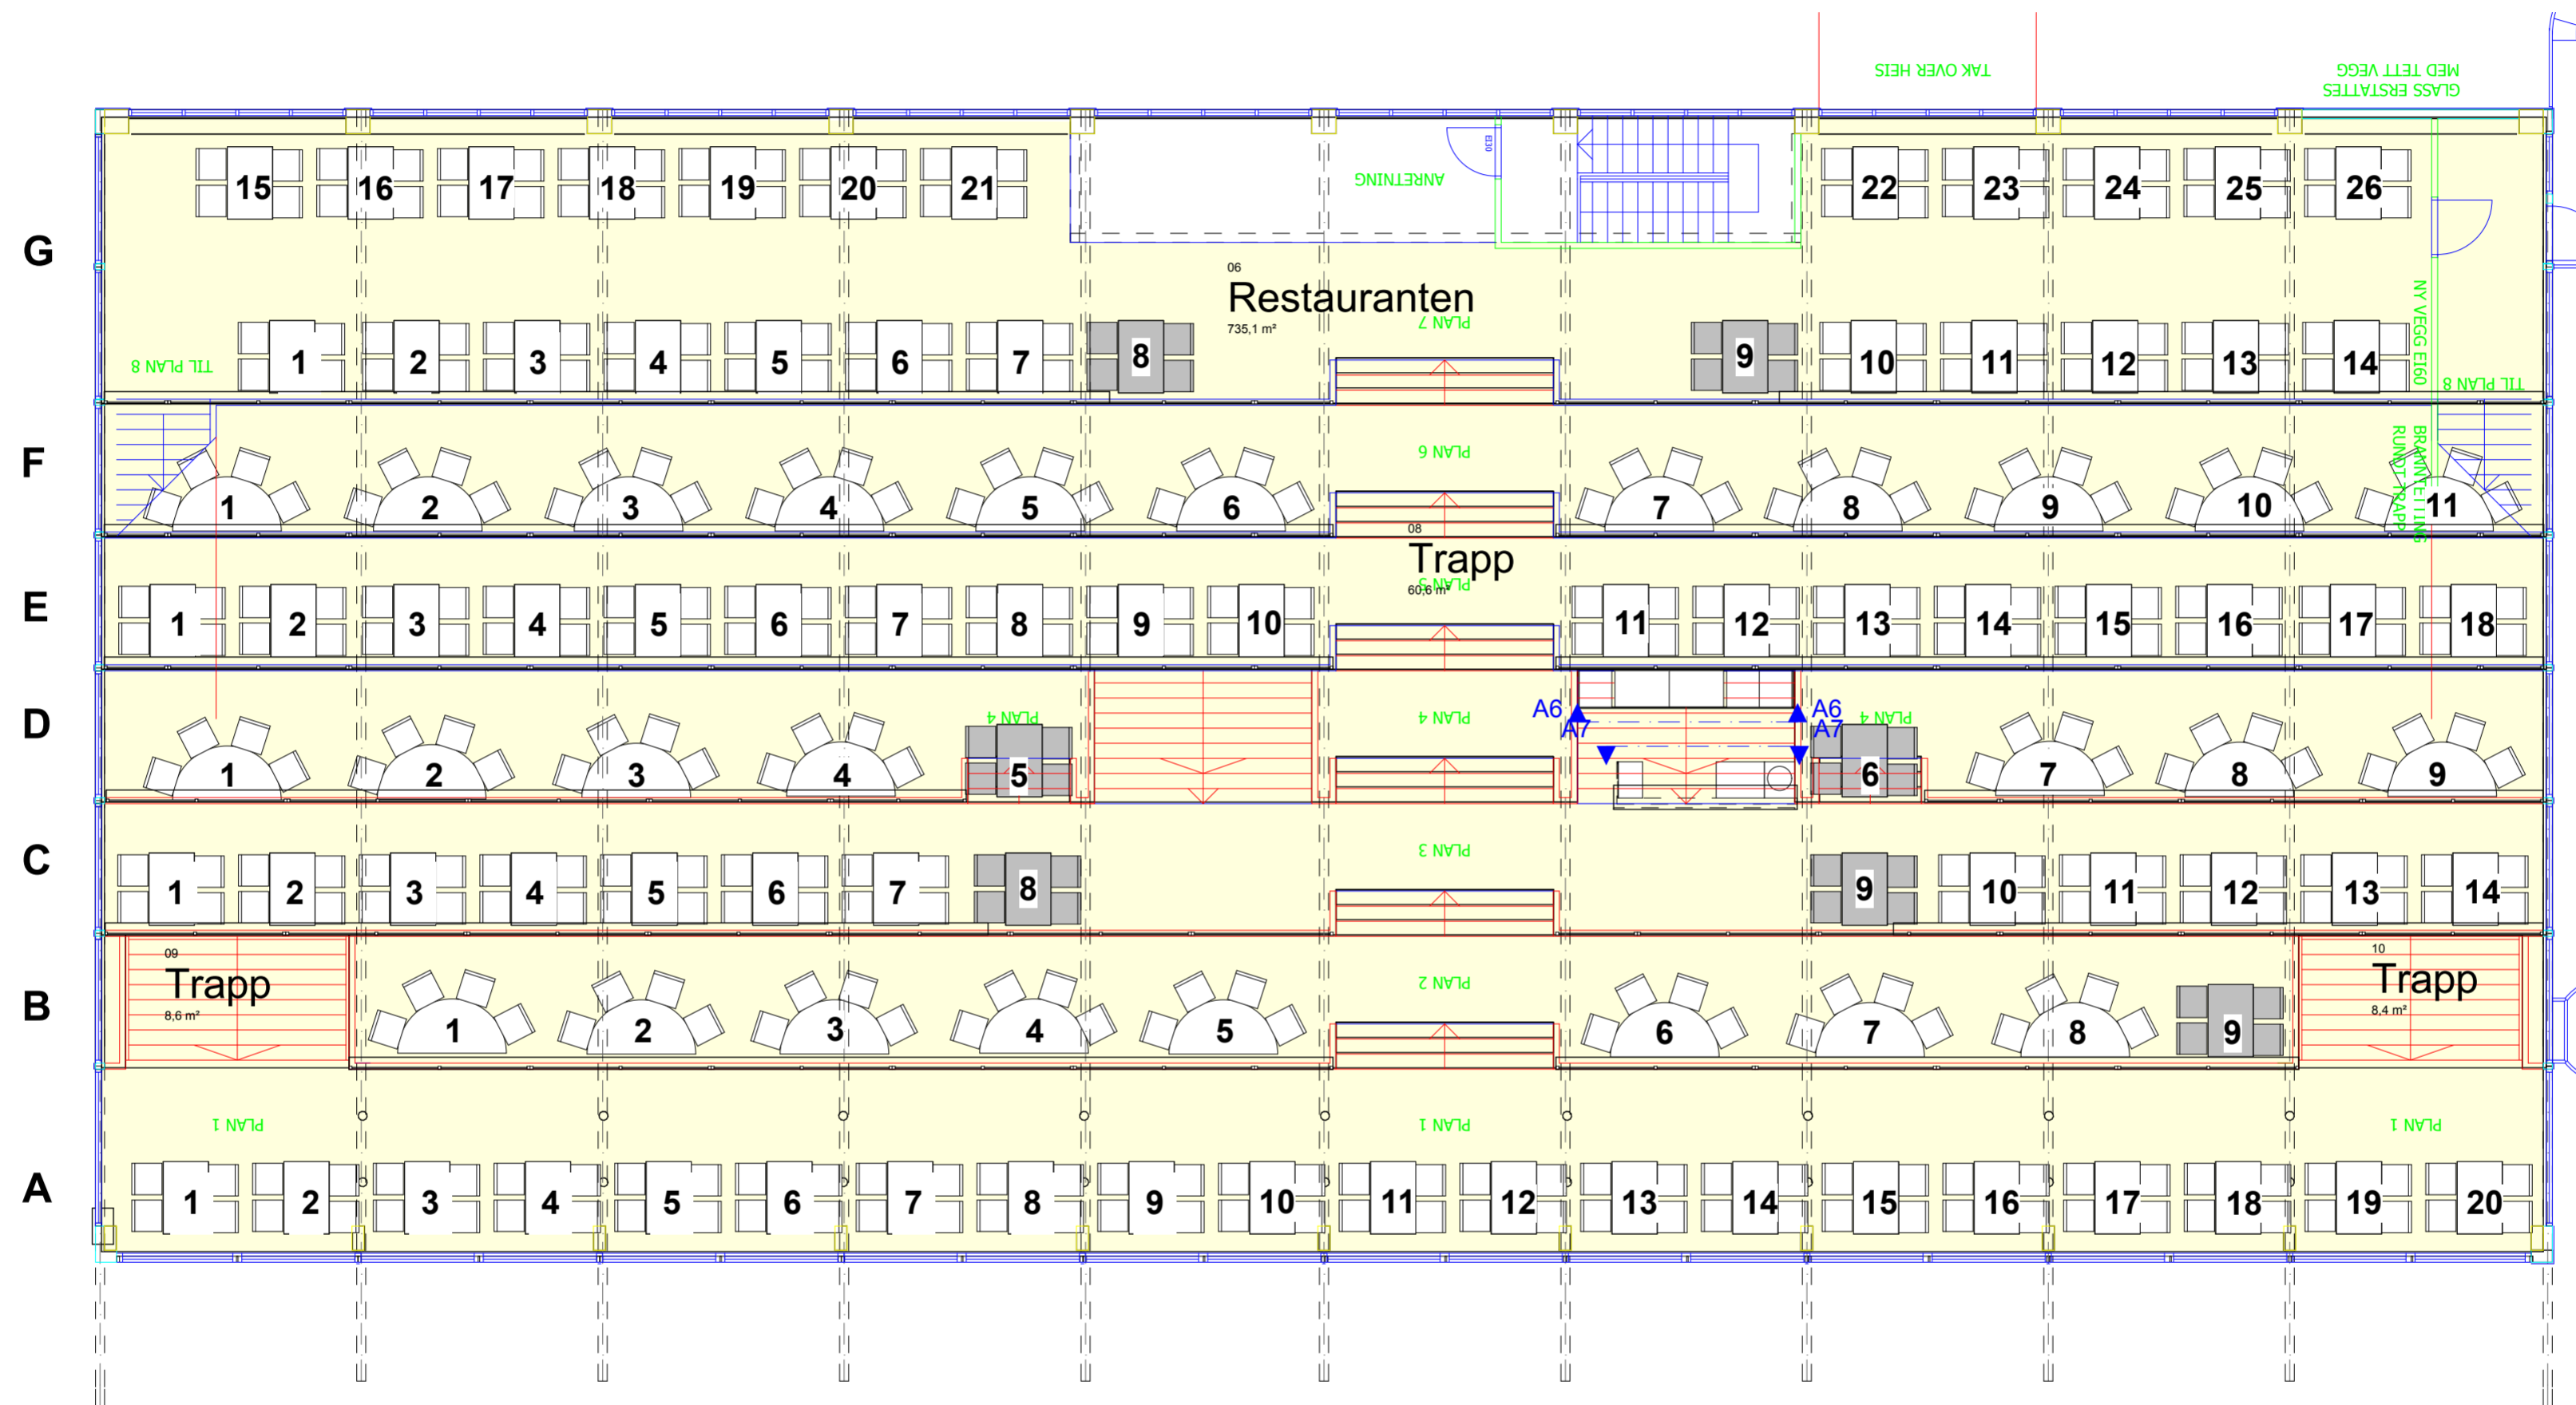 TAK OVER HEIS
GLASS ERSTATTES
MED TETT VEGG
15 16 17 18 19 20 21
ANRETNING
EI30
22 23 24 25 26
G
06
Restauranten
735,1 m²
PLAN 7
NY VEGG EI60
TIL PLAN 8
1 2 3 4 5 6 7 8
9 10 11 12 13 14
TIL PLAN 8
F
PLAN 6
BRANNTETTING
RUNDT TRAPP
1 2 3 4 5 6
7 8 9 10 11
08
Trapp
60,6 m²
PLAN 5
E
1 2 3 4 5 6 7 8 9 10
11 12 13 14 15 16 17 18
D
PLAN 4
PLAN 4
PLAN 4
A6
A7
A6
A7
1 2 3 4 5
6 7 8 9
C
PLAN 3
1 2 3 4 5 6 7 8
9 10 11 12 13 14
B
09
Trapp
8,6 m²
PLAN 2
10
Trapp
8,4 m²
1 2 3 4 5
6 7 8 9
PLAN 1
PLAN 1
PLAN 1
A
1 2 3 4 5 6 7 8 9 10 11 12 13 14 15 16 17 18 19 20